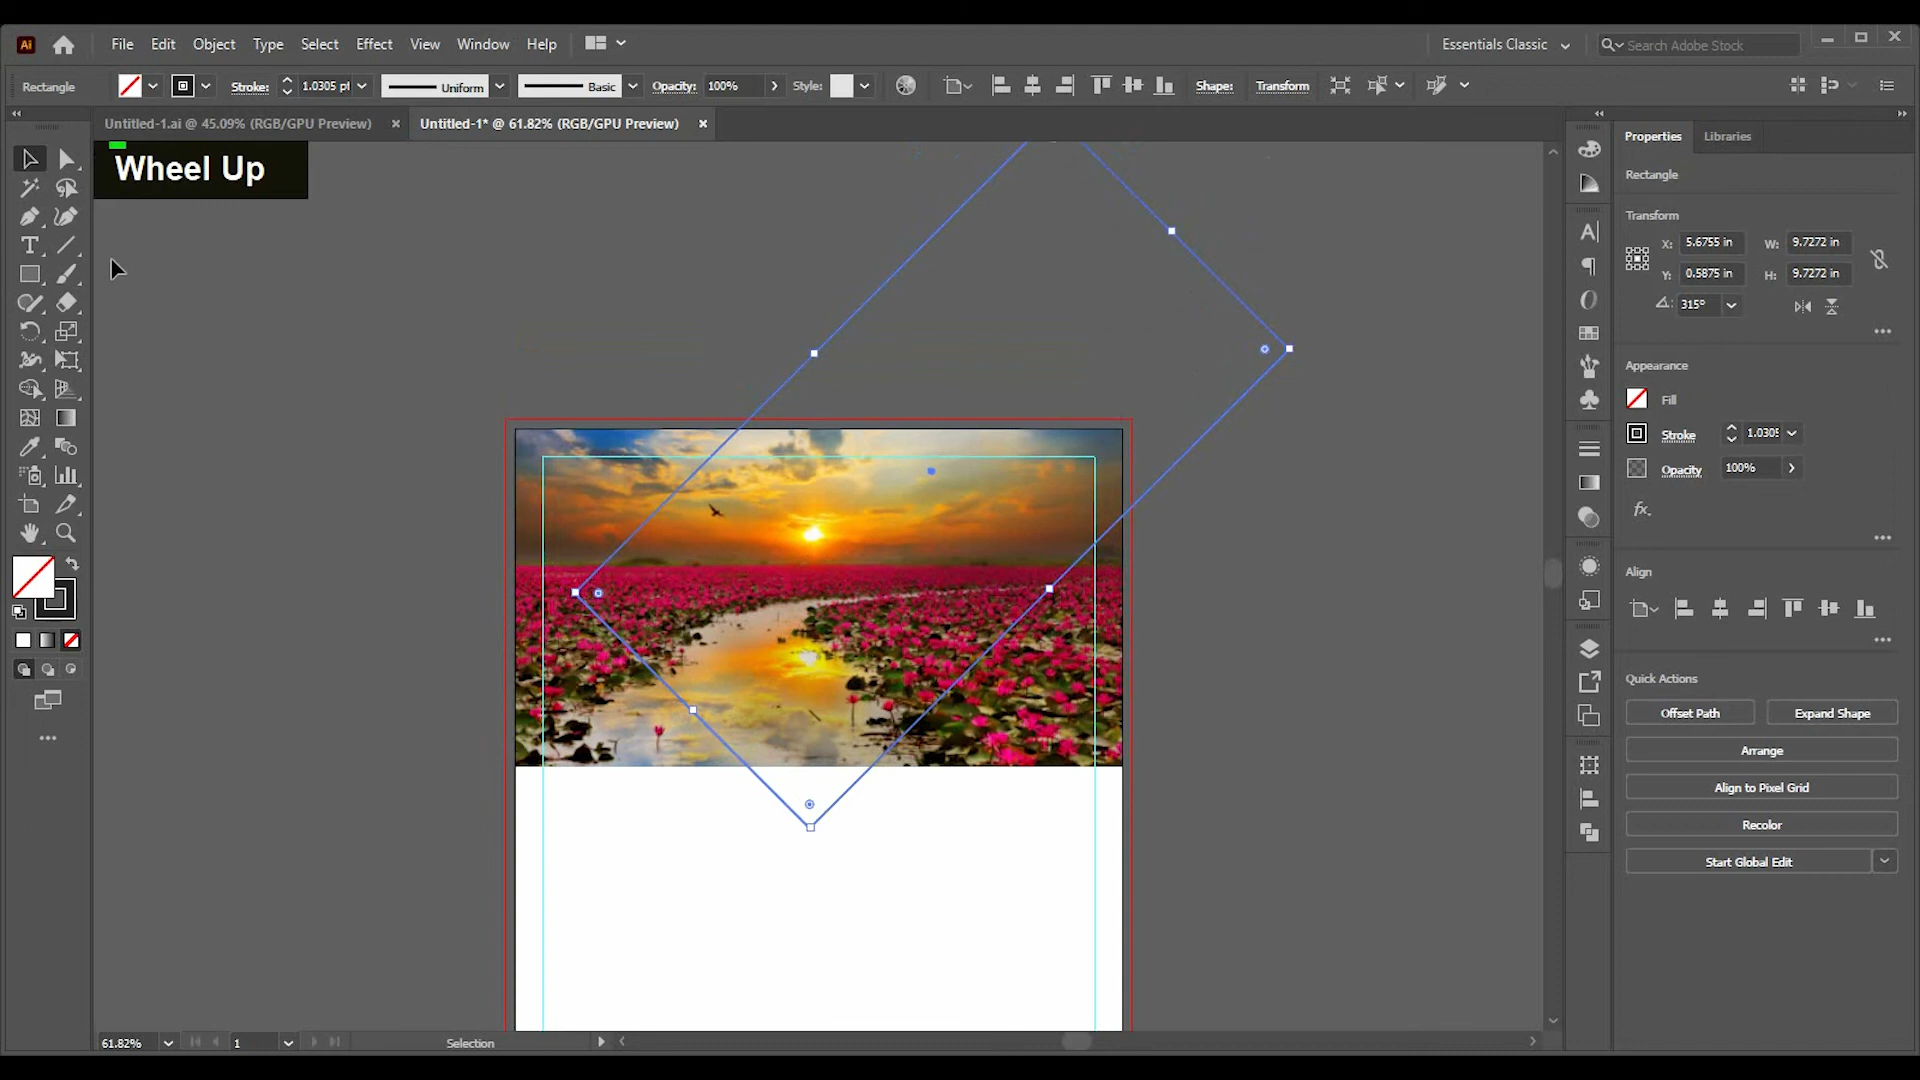 Ai File Edit Object Type Select Effect View Window Help Essentials Classic Search Adobe Stock
Rectangle Stroke: 1.0305 pt Uniform Basic Opacity: 100% Style: Shape: Transform
Untitled-1.ai @ 45.09% (RGB/GPU Preview) × Untitled-1* @ 61.82% (RGB/GPU Preview) ×
Properties Libraries
Wheel Up
Rectangle
Transform
X: 5.6755 in W: 9.7272 in
Y: 0.5875 in H: 9.7272 in
315°
Appearance
Fill
Stroke 1.0305
Opacity 100%
fx.
Align
Quick Actions
Offset Path Expand Shape
Arrange
Align to Pixel Grid
Recolor
Start Global Edit
61.82% 1 Selection